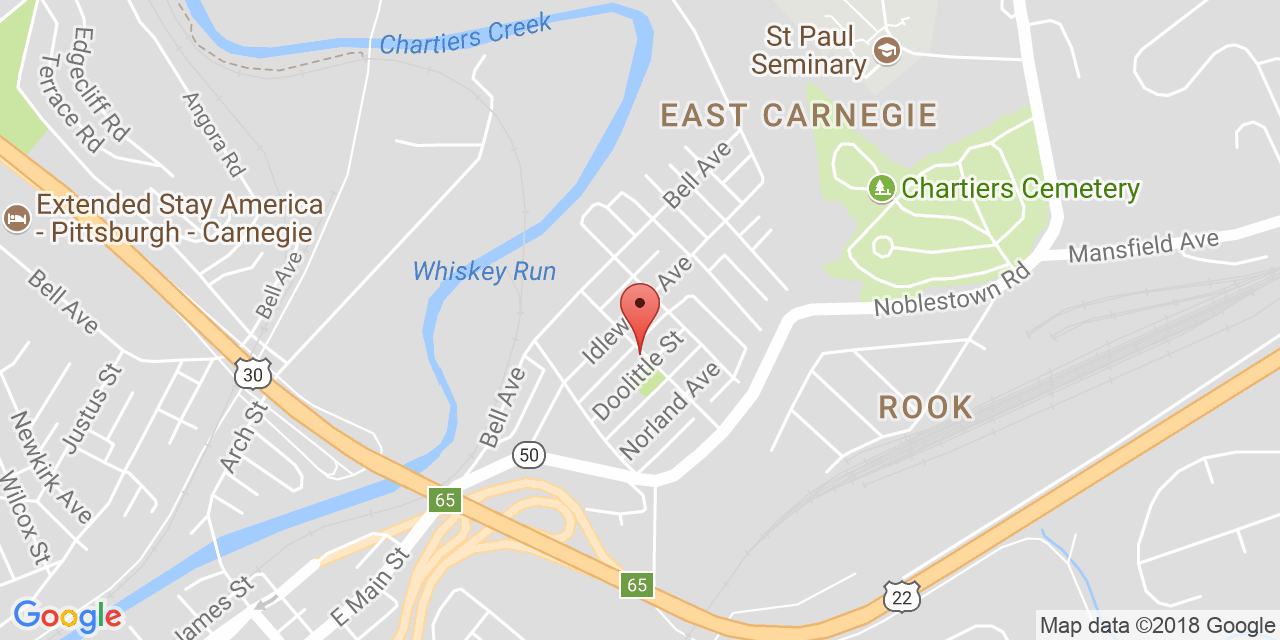 Chartiers Creek
St Paul
Seminary
Edgecliff Rd
Terrace Rd
Angora Rd
EAST CARNEGIE
Bell Ave
Chartiers Cemetery
Extended Stay America
- Pittsburgh - Carnegie
Mansfield Ave
Whiskey Run
Bell Ave
Bell Ave
Noblestown Rd
Ave
Doolittle St
30
Justus St
Norland Ave
ROOK
Bell Ave
Arch St
Newkirk Ave
50
65
Wilcox St
65
22
E Main St
James St
Google
Map data ©2018 Google